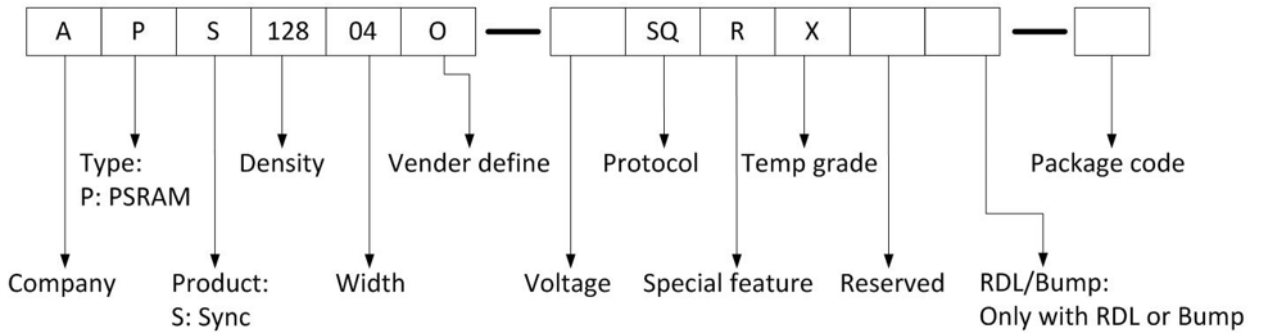 A P S 128 04 O — SQ R X —
Type:
P: PSRAM
Density
Vender define
Protocol
Temp grade
Package code
Company
Product:
S: Sync
Width
Voltage
Special feature
Reserved
RDL/Bump:
Only with RDL or Bump